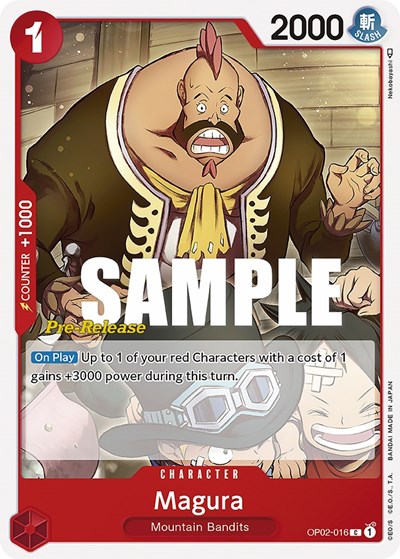 1
2000
斬
SLASH
Nekobayashi
COUNTER +1000
SAMPLE
Pre-Release
On Play Up to 1 of your red Characters with a cost of 1
gains +3000 power during this turn.
CHARACTER
Magura
Mountain Bandits
OP02-016 C 1
©E.O/S ©E.O./S., T.A. BANDAI MADE IN JAPAN